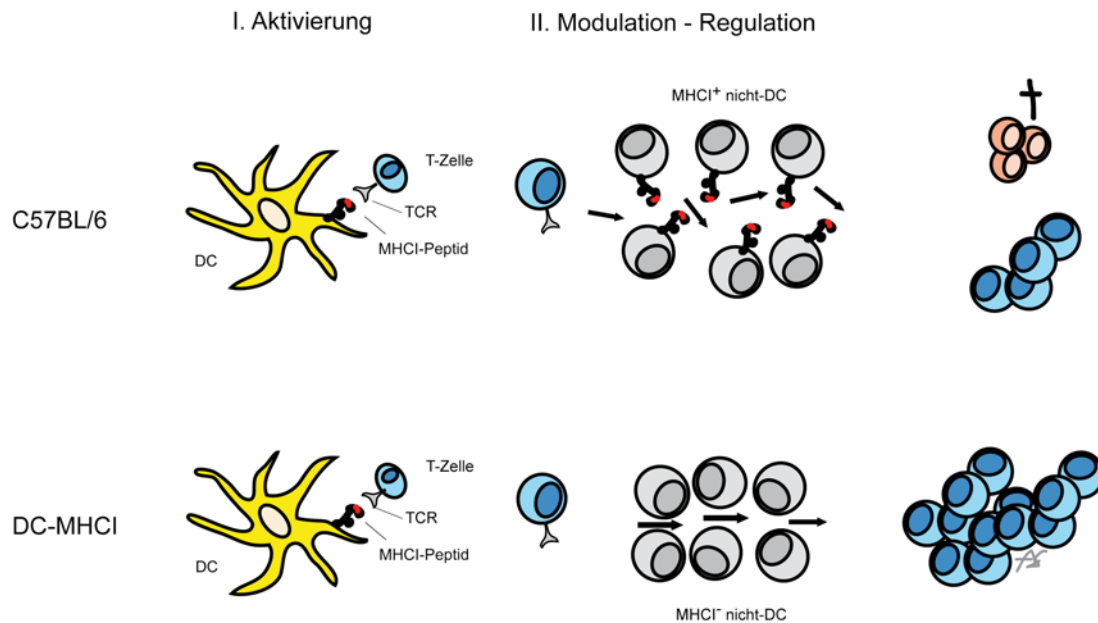 I. Aktivierung
II. Modulation - Regulation
C57BL/6
DC
T-Zelle
TCR
MHCI-Peptid
MHCI⁺ nicht-DC
DC-MHCI
DC
T-Zelle
TCR
MHCI-Peptid
MHCI⁻ nicht-DC